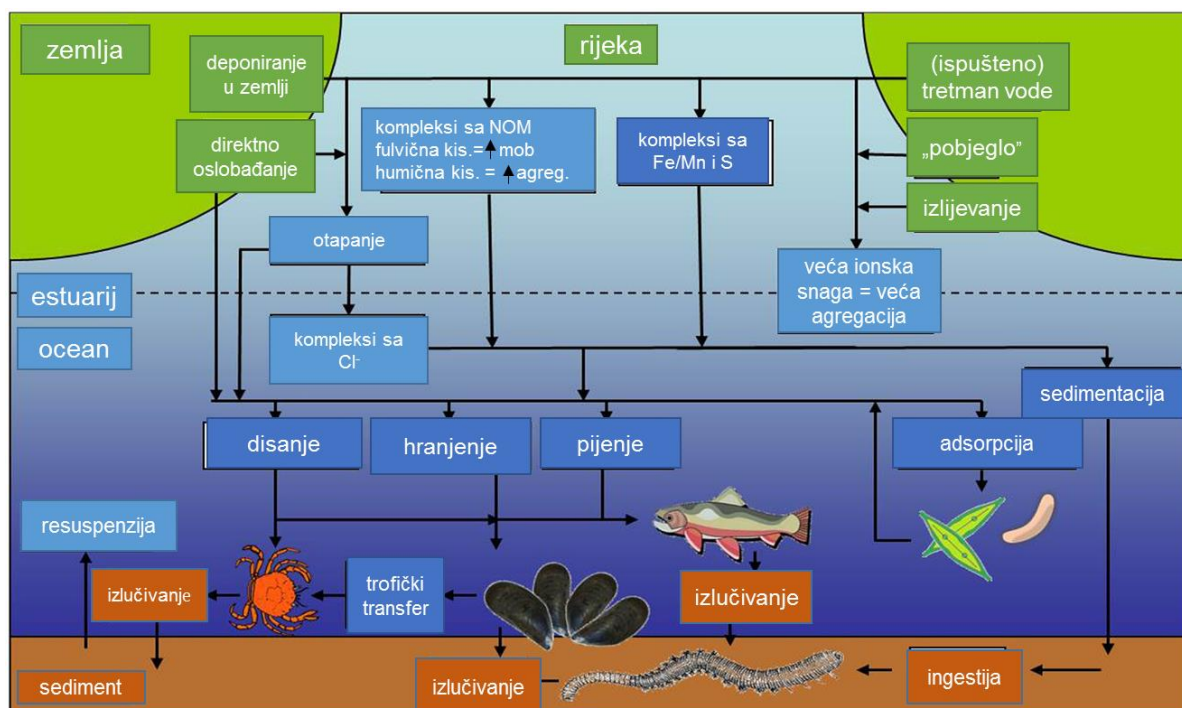 zemlja
rijeka
deponiranje
u zemlji
(ispušteno)
tretman vode
direktno
oslobađanje
kompleksi sa NOM
fulvična kis.=↑mob
humična kis. = ↑agreg.
kompleksi sa
Fe/Mn i S
„pobjeglo”
izlijevanje
otapanje
veća ionska
snaga = veća
agregacija
estuarij
ocean
kompleksi sa
Cl⁻
sedimentacija
disanje
hranjenje
pijenje
adsorpcija
resuspenzija
izlučivanje
trofički
transfer
izlučivanje
sediment
izlučivanje
ingestija